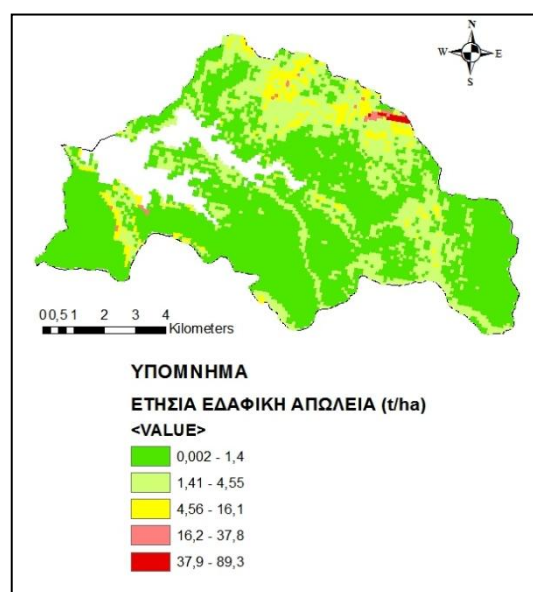 N
W E
S
0 0,5 1 2 3 4
Kilometers
ΥΠΟΜΝΗΜΑ
ΕΤΗΣΙΑ ΕΔΑΦΙΚΗ ΑΠΩΛΕΙΑ (t/ha)
<VALUE>
0,002 - 1,4
1,41 - 4,55
4,56 - 16,1
16,2 - 37,8
37,9 - 89,3